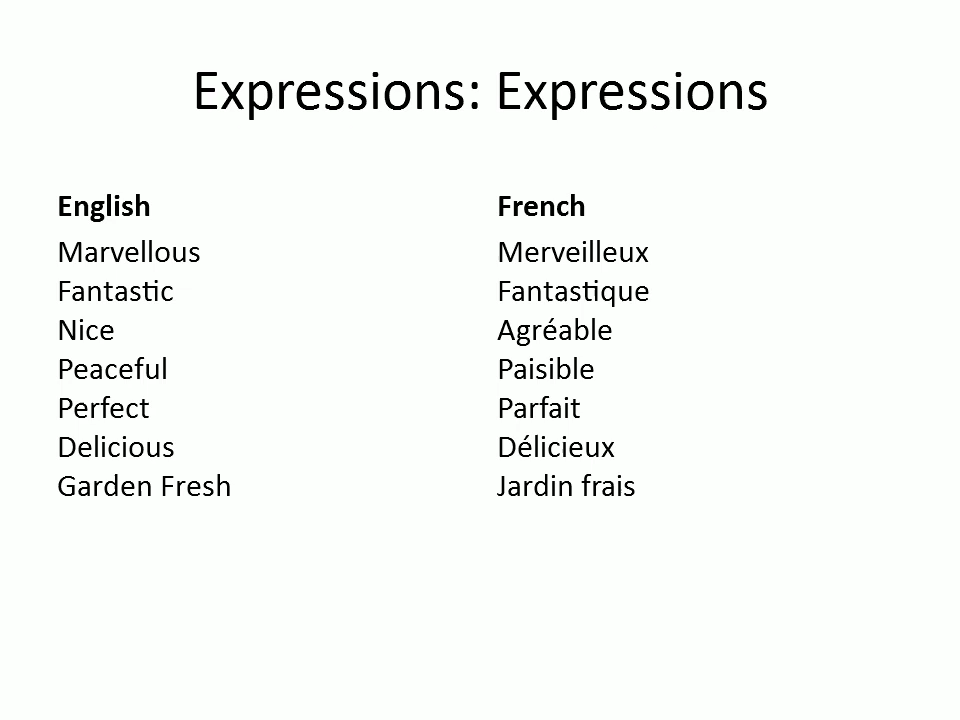 Expressions: Expressions
English
Marvellous
Fantastic
Nice
Peaceful
Perfect
Delicious
Garden Fresh
French
Merveilleux
Fantastique
Agréable
Paisible
Parfait
Délicieux
Jardin frais